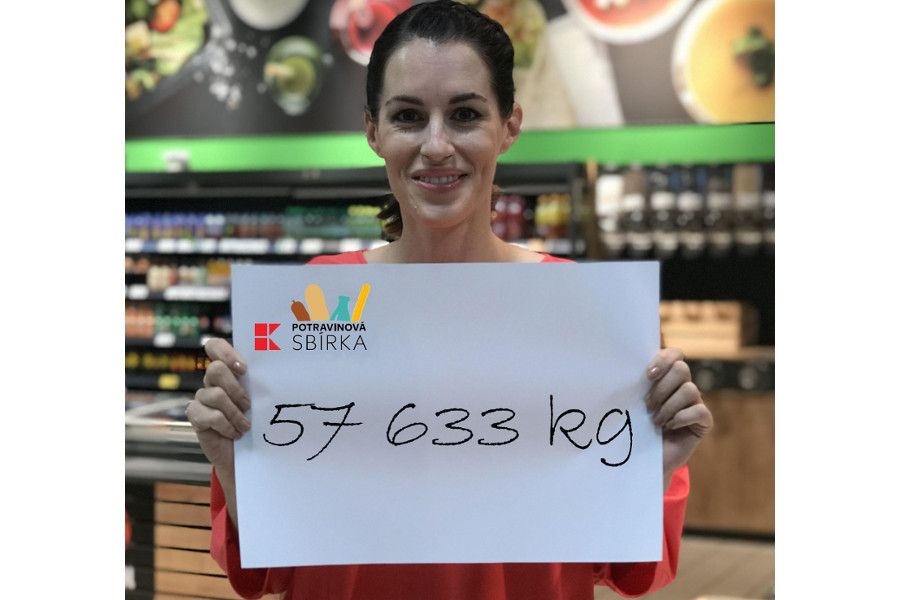 POTRAVINOVÁ
SBÍRKA
57 633 kg